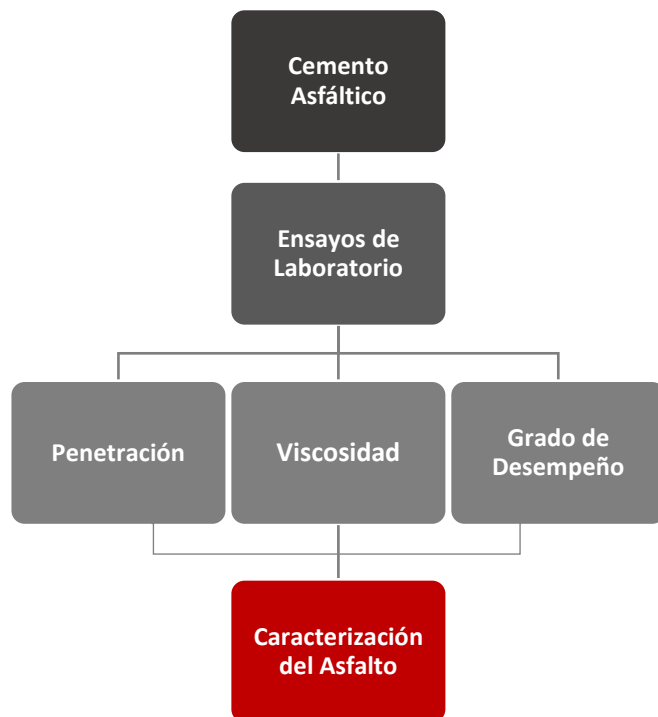 Cemento
Asfáltico
Ensayos de
Laboratorio
Penetración
Viscosidad
Grado de
Desempeño
Caracterización
del Asfalto